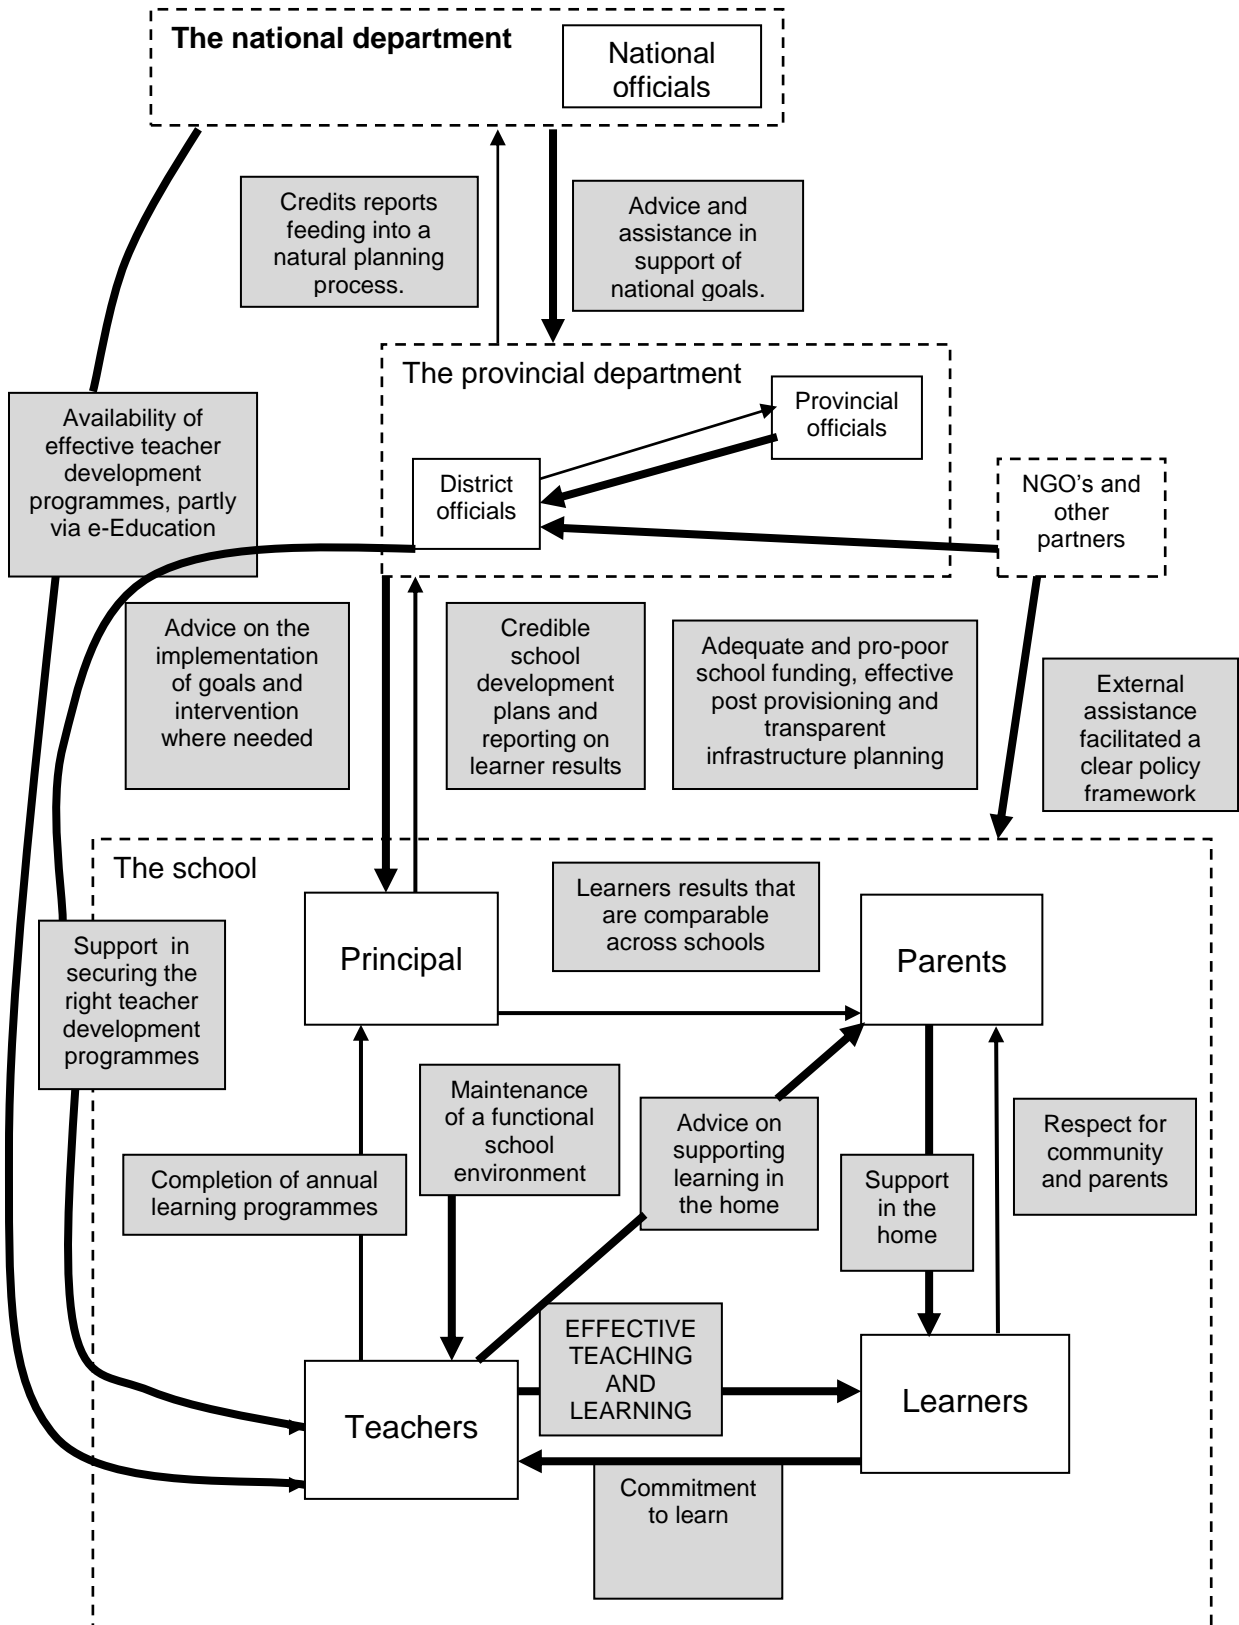 The national department
National
officials
Credits reports
feeding into a
natural planning
process.
Advice and
assistance in
support of
national goals.
The provincial department
Provincial
officials
District
officials
NGO's and
other
partners
Availability of
effective teacher
development
programmes, partly
via e-Education
Advice on the
implementation
of goals and
intervention
where needed
Credible
school
development
plans and
reporting on
learner results
Adequate and pro-poor
school funding, effective
post provisioning and
transparent
infrastructure planning
External
assistance
facilitated a
clear policy
framework
The school
Principal
Learners results that
are comparable
across schools
Parents
Support in
securing the
right teacher
development
programmes
Maintenance
of a functional
school
environment
Advice on
supporting
learning in
the home
Respect for
community
and parents
Completion of annual
learning programmes
Support
in the
home
EFFECTIVE
TEACHING
AND
LEARNING
Teachers
Learners
Commitment
to learn